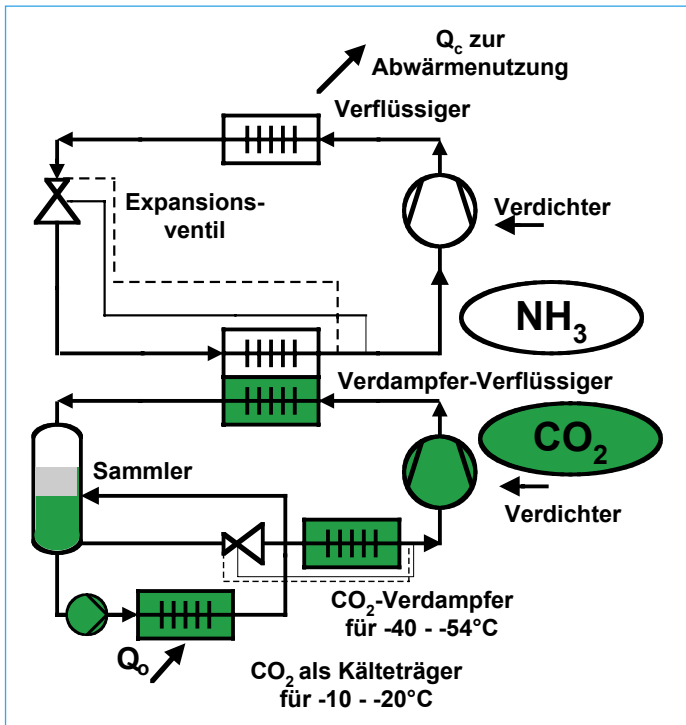 Qc zur
Abwärmenutzung
Verflüssiger
Expansions-
ventil
Verdichter
NH3
Verdampfer-Verflüssiger
CO2
Sammler
Verdichter
CO2-Verdampfer
für -40 - -54°C
Qo
CO2 als Kälteträger
für -10 - -20°C